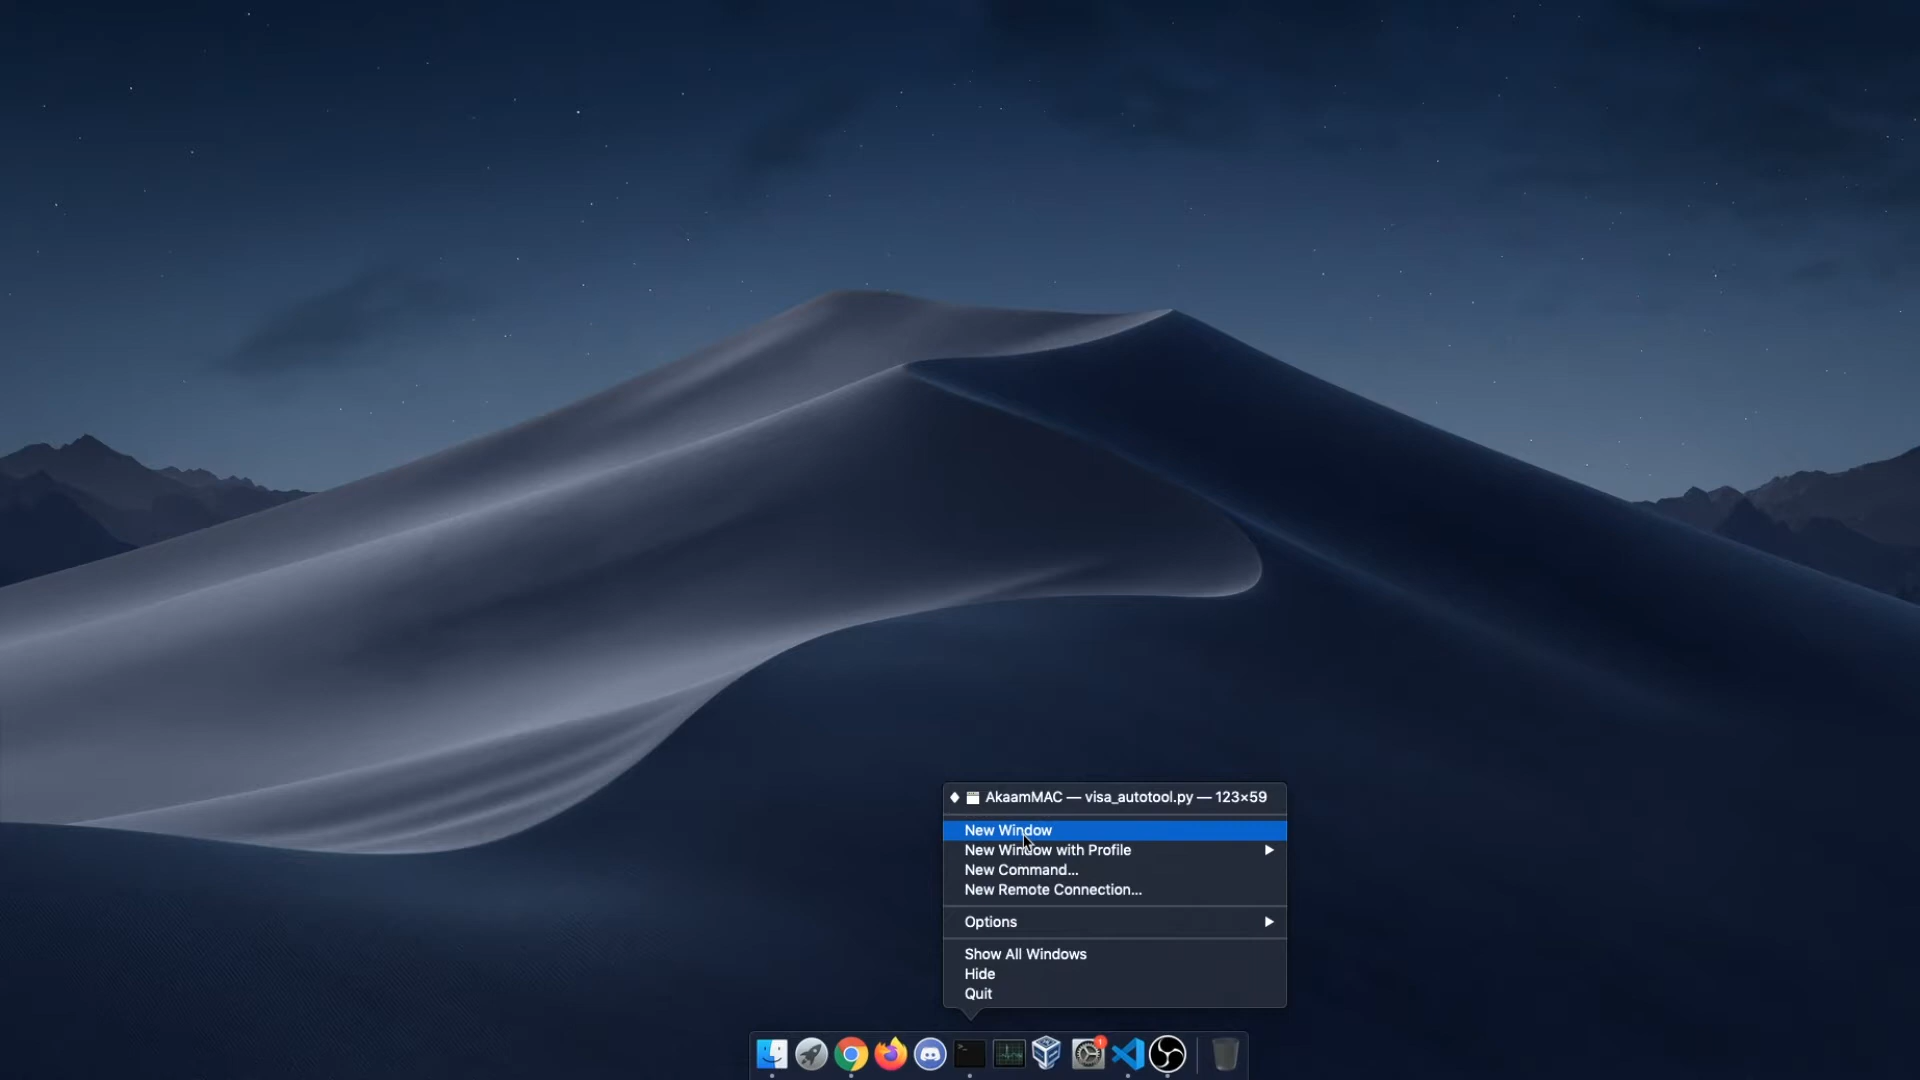 AkaamMAC — visa_autotool.py — 123×59
New Window
New Window with Profile
New Command...
New Remote Connection...
Options
Show All Windows
Hide
Quit
1